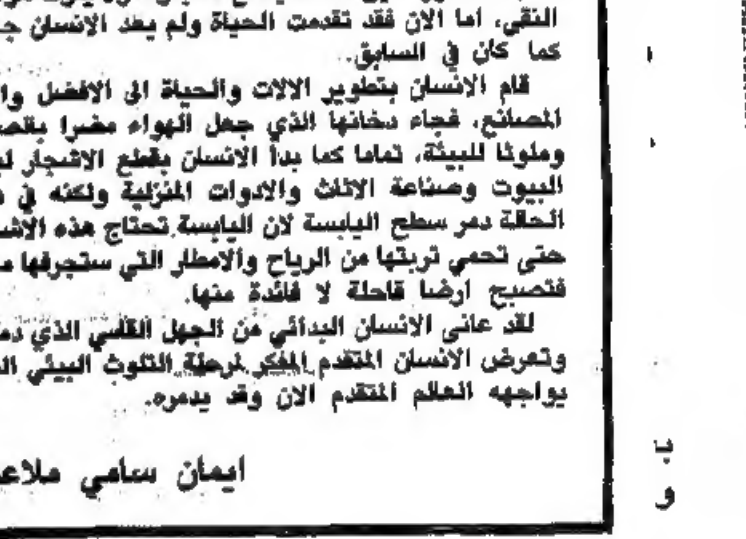 النقي، اما الان فقد تقدمت الحياة ولم يعد الانسان
كما كان في السابق.
قام الانسان بتطوير الالات والحياة الى الافضل
المصانع، فجاء دخانها الذي جعل الهواء مضرا
وملوثا للبيئة، تماما كما بدأ الانسان بقطع الاشجار
البيوت وصناعة الاثاث والادوات المنزلية ولكنه في
الحالة دمر سطح اليابسة لان اليابسة تحتاج هذه
حتى تحمي تربتها من الرياح والامطار التي ستجرفها
فتصبح ارضا قاحلة لا فائدة منها.
لقد عانى الانسان البدائي من الجهل القلبي الذي
وتعرض الانسان المتقدم المفكر لمرحلة التلوث البيئي
يواجهه العالم المتقدم الان وقد يدمره.
ايمان سامي
ب
و